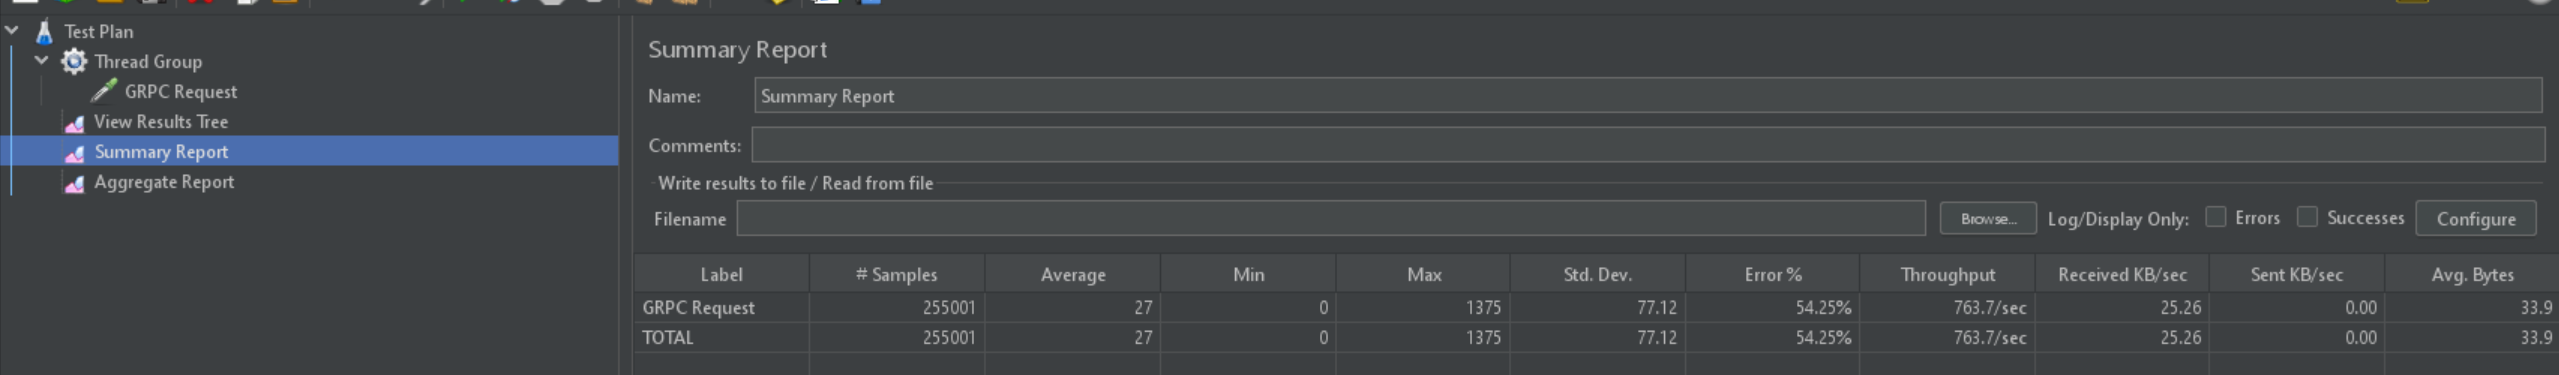 Test Plan
Thread Group
GRPC Request
View Results Tree
Summary Report
Aggregate Report
Summary Report
Name: Summary Report
Comments:
Write results to file / Read from file
Filename Browse... Log/Display Only: Errors Successes Configure
Label # Samples Average Min Max Std. Dev. Error % Throughput Received KB/sec Sent KB/sec Avg. Bytes
GRPC Request 255001 27 0 1375 77.12 54.25% 763.7/sec 25.26 0.00 33.9
TOTAL 255001 27 0 1375 77.12 54.25% 763.7/sec 25.26 0.00 33.9